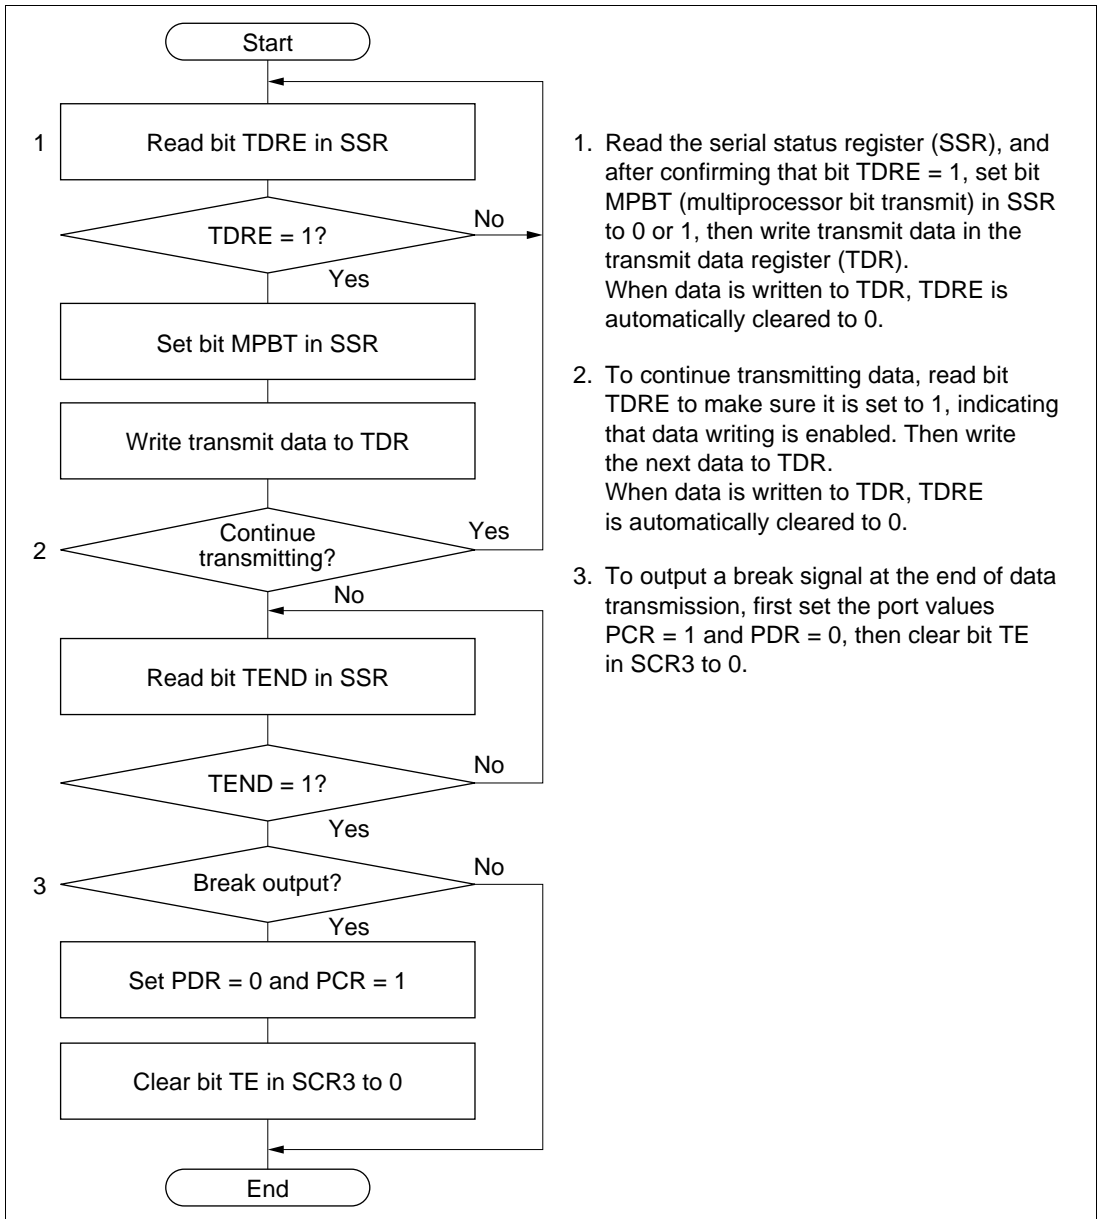 Start
1
Read bit TDRE in SSR
TDRE = 1?
No
Yes
Set bit MPBT in SSR
Write transmit data to TDR
2
Continue
transmitting?
Yes
No
Read bit TEND in SSR
TEND = 1?
No
Yes
3
Break output?
No
Yes
Set PDR = 0 and PCR = 1
Clear bit TE in SCR3 to 0
End
1. Read the serial status register (SSR), and
after confirming that bit TDRE = 1, set bit
MPBT (multiprocessor bit transmit) in SSR
to 0 or 1, then write transmit data in the
transmit data register (TDR).
When data is written to TDR, TDRE is
automatically cleared to 0.
2. To continue transmitting data, read bit
TDRE to make sure it is set to 1, indicating
that data writing is enabled. Then write
the next data to TDR.
When data is written to TDR, TDRE
is automatically cleared to 0.
3. To output a break signal at the end of data
transmission, first set the port values
PCR = 1 and PDR = 0, then clear bit TE
in SCR3 to 0.